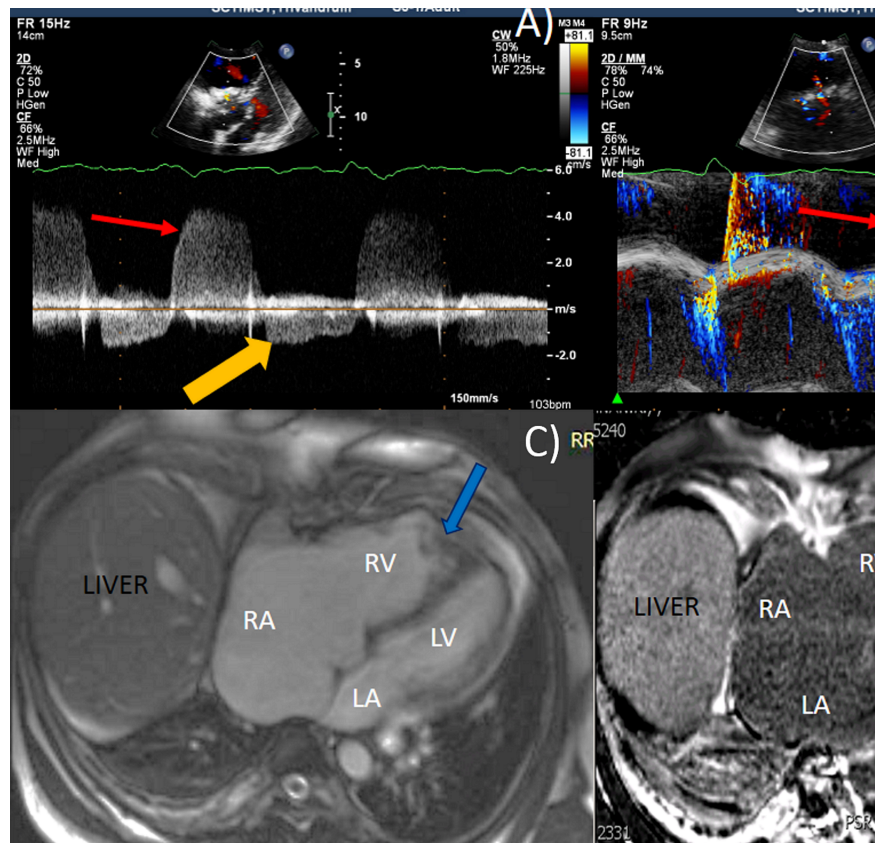 FR 15Hz
14cm
2D
72%
C 50
P Low
HGen
CF
66%
2.5MHz
WF High
Med
P
5
10
X
A)
CW
50%
1.8MHz
WF 225Hz
M3 M4
+81.1
-81.1
cm/s
6.0
4.0
2.0
m/s
-2.0
150mm/s
103bpm
FR 9Hz
9.5cm
2D / MM
78% 74%
C 50
P Low
HGen
CF
66%
2.5MHz
WF High
Med
P
C)
RR
LIVER
RA
RV
LV
LA
5240
LIVER
RA
LA
2331
PSR